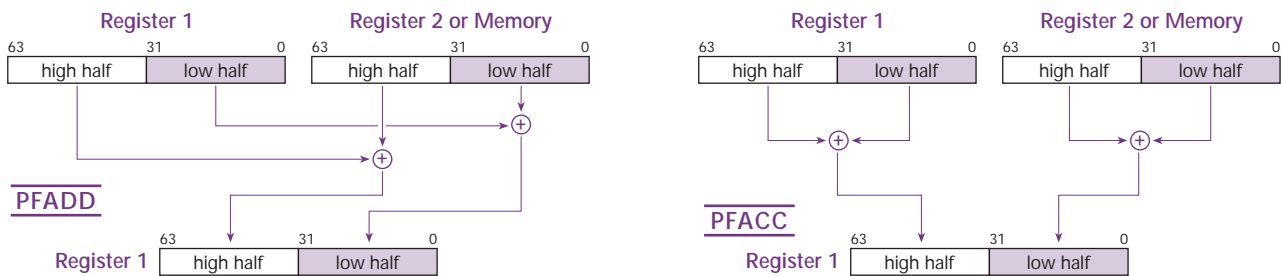 Register 1 Register 2 or Memory
63 31 0 63 31 0
high half low half high half low half
+
+
PFADD
63 31 0
Register 1 high half low half
Register 1 Register 2 or Memory
63 31 0 63 31 0
high half low half high half low half
+ +
PFACC
63 31 0
Register 1 high half low half